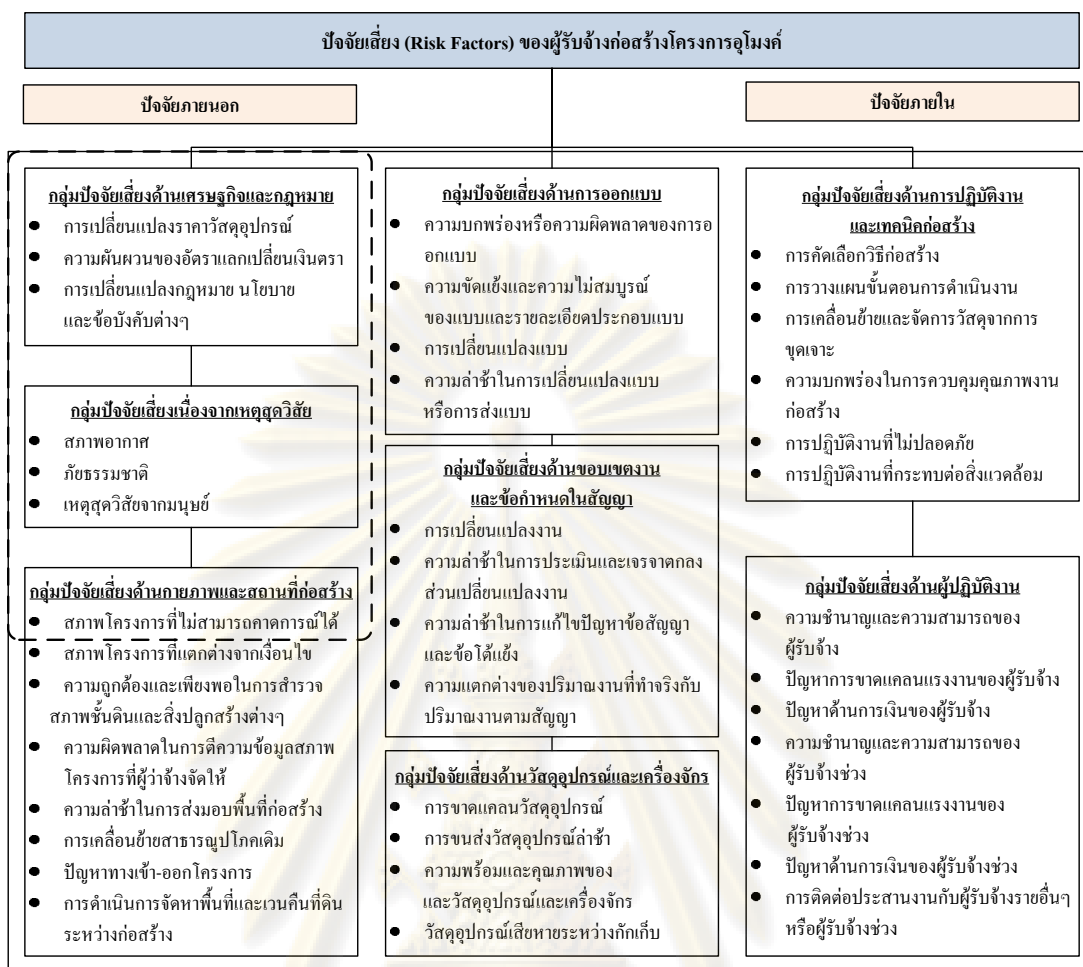 ปัจจัยเสี่ยง (Risk Factors) ของผู้รับจ้างก่อสร้างโครงการอุโมงค์
ปัจจัยภายนอก
ปัจจัยภายใน
กลุ่มปัจจัยเสี่ยงด้านเศรษฐกิจและกฎหมาย
● การเปลี่ยนแปลงราคาวัสดุอุปกรณ์
● ความผันผวนของอัตราแลกเปลี่ยนเงินตรา
● การเปลี่ยนแปลงกฎหมาย นโยบาย
และข้อบังคับต่างๆ
กลุ่มปัจจัยเสี่ยงเนื่องจากเหตุสุดวิสัย
● สภาพอากาศ
● ภัยธรรมชาติ
● เหตุสุดวิสัยจากมนุษย์
กลุ่มปัจจัยเสี่ยงด้านกายภาพและสถานที่ก่อสร้าง
● สภาพโครงการที่ไม่สามารถคาดการณ์ได้
● สภาพโครงการที่แตกต่างจากเงื่อนไข
● ความถูกต้องและเพียงพอในการสำรวจ
สภาพชั้นดินและสิ่งปลูกสร้างต่างๆ
● ความผิดพลาดในการตีความข้อมูลสภาพ
โครงการที่ผู้ว่าจ้างจัดให้
● ความล่าช้าในการส่งมอบพื้นที่ก่อสร้าง
● การเคลื่อนย้ายสาธารณูปโภคเดิม
● ปัญหาทางเข้า-ออกโครงการ
● การดำเนินการจัดหาพื้นที่และเวนคืนที่ดิน
ระหว่างก่อสร้าง
กลุ่มปัจจัยเสี่ยงด้านการออกแบบ
● ความบกพร่องหรือความผิดพลาดของการอ
อกแบบ
● ความขัดแย้งและความไม่สมบูรณ์
ของแบบและรายละเอียดประกอบแบบ
● การเปลี่ยนแปลงแบบ
● ความล่าช้าในการเปลี่ยนแปลงแบบ
หรือการส่งแบบ
กลุ่มปัจจัยเสี่ยงด้านขอบเขตงาน
และข้อกำหนดในสัญญา
● การเปลี่ยนแปลงงาน
● ความล่าช้าในการประเมินและเจรจาตกลง
ส่วนเปลี่ยนแปลงงาน
● ความล่าช้าในการแก้ไขปัญหาข้อสัญญา
และข้อโต้แย้ง
● ความแตกต่างของปริมาณงานที่ทำจริงกับ
ปริมาณงานตามสัญญา
กลุ่มปัจจัยเสี่ยงด้านวัสดุอุปกรณ์และเครื่องจักร
● การขาดแคลนวัสดุอุปกรณ์
● การขนส่งวัสดุอุปกรณ์ล่าช้า
● ความพร้อมและคุณภาพของ
และวัสดุอุปกรณ์และเครื่องจักร
● วัสดุอุปกรณ์เสียหายระหว่างกักเก็บ
กลุ่มปัจจัยเสี่ยงด้านการปฏิบัติงาน
และเทคนิคก่อสร้าง
● การคัดเลือกวิธีก่อสร้าง
● การวางแผนขั้นตอนการดำเนินงาน
● การเคลื่อนย้ายและจัดการวัสดุจากการ
ขุดเจาะ
● ความบกพร่องในการควบคุมคุณภาพงาน
ก่อสร้าง
● การปฏิบัติงานที่ไม่ปลอดภัย
● การปฏิบัติงานที่กระทบต่อสิ่งแวดล้อม
กลุ่มปัจจัยเสี่ยงด้านผู้ปฏิบัติงาน
● ความชำนาญและความสามารถของ
ผู้รับจ้าง
● ปัญหาการขาดแคลนแรงงานของผู้รับจ้าง
● ปัญหาด้านการเงินของผู้รับจ้าง
● ความชำนาญและความสามารถของ
ผู้รับจ้างช่วง
● ปัญหาการขาดแคลนแรงงานของ
ผู้รับจ้างช่วง
● ปัญหาด้านการเงินของผู้รับจ้างช่วง
● การติดต่อประสานงานกับผู้รับจ้างรายอื่นๆ
หรือผู้รับจ้างช่วง